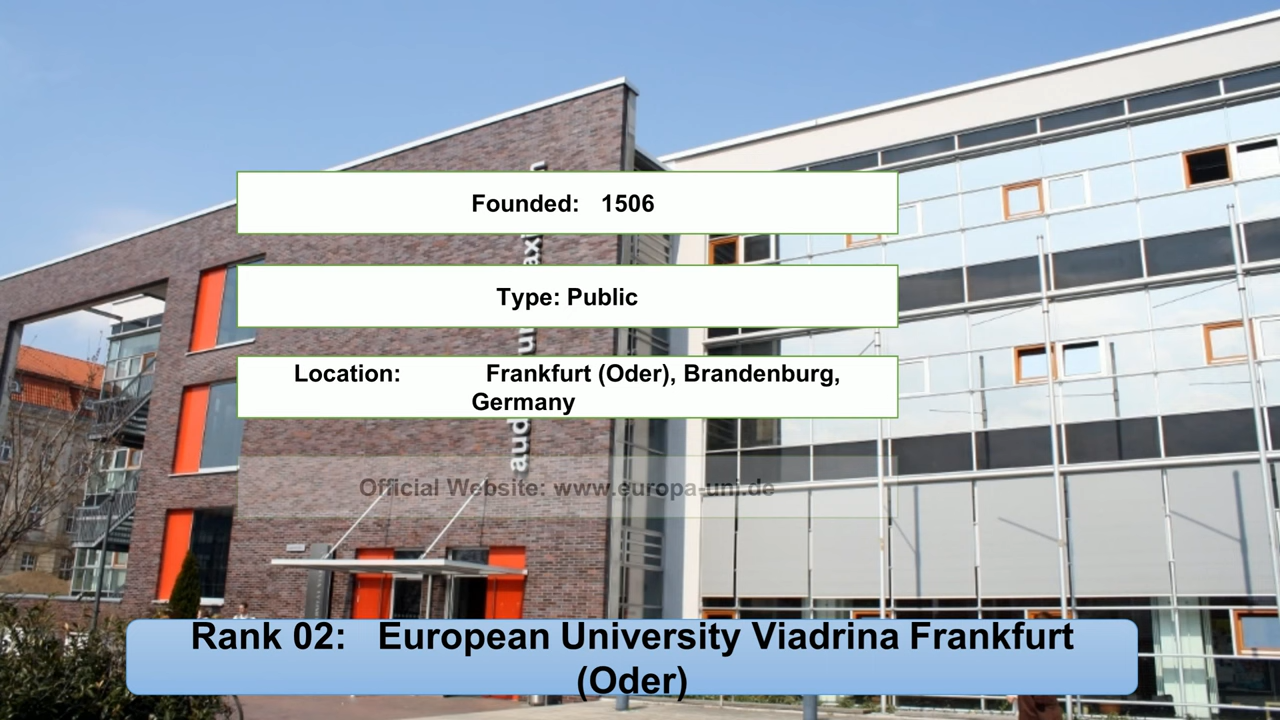 Founded: 1506
Type: Public
Location: Frankfurt (Oder), Brandenburg,
Germany
Official Website: www.europa-uni.de
Rank 02: European University Viadrina Frankfurt
(Oder)